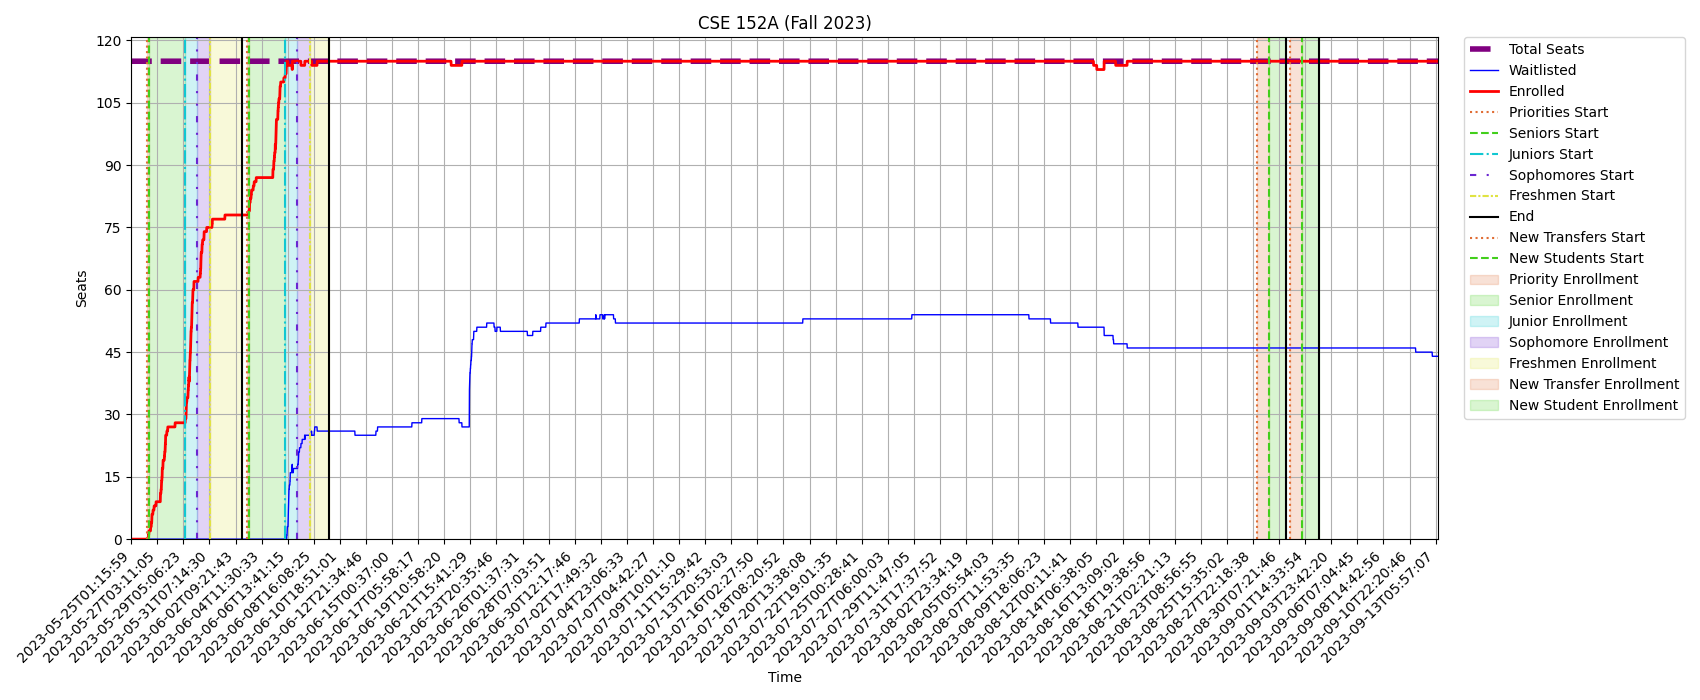 CSE 152A (Fall 2023)
120
105
90
75
60
45
30
15
0
Seats
2023-05-25T01:15:59
2023-05-27T03:11:05
2023-05-29T05:06:23
2023-05-31T07:14:30
2023-06-02T09:21:43
2023-06-04T11:30:33
2023-06-06T13:41:15
2023-06-08T16:08:25
2023-06-10T18:51:01
2023-06-12T21:34:46
2023-06-15T00:37:00
2023-06-17T05:58:17
2023-06-19T10:58:20
2023-06-21T15:41:29
2023-06-23T20:35:46
2023-06-26T01:37:31
2023-06-28T07:03:51
2023-06-30T12:17:46
2023-07-02T17:49:32
2023-07-04T23:06:33
2023-07-07T04:42:27
2023-07-09T10:01:10
2023-07-11T15:29:42
2023-07-13T20:53:03
2023-07-16T02:27:50
2023-07-18T08:20:52
2023-07-20T13:38:08
2023-07-22T19:01:35
2023-07-25T00:28:41
2023-07-27T06:00:03
2023-07-29T11:47:05
2023-07-31T17:37:52
2023-08-02T23:34:19
2023-08-05T05:54:03
2023-08-07T11:53:35
2023-08-09T18:06:23
2023-08-12T00:11:41
2023-08-14T06:38:05
2023-08-16T13:09:02
2023-08-18T19:38:56
2023-08-21T02:21:13
2023-08-23T08:56:55
2023-08-25T15:35:02
2023-08-27T22:18:38
2023-08-30T07:21:46
2023-09-01T14:33:54
2023-09-03T23:42:20
2023-09-06T07:04:45
2023-09-08T14:42:56
2023-09-10T22:20:46
2023-09-13T05:57:07
Time
Total Seats
Waitlisted
Enrolled
Priorities Start
Seniors Start
Juniors Start
Sophomores Start
Freshmen Start
End
New Transfers Start
New Students Start
Priority Enrollment
Senior Enrollment
Junior Enrollment
Sophomore Enrollment
Freshmen Enrollment
New Transfer Enrollment
New Student Enrollment